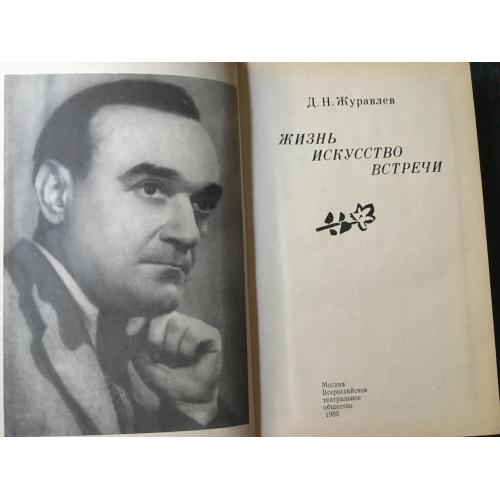 Д. Н. Журавлев
ЖИЗНЬ
ИСКУССТВО
ВСТРЕЧИ
Москва
Всероссийское
театральное
общество
1985